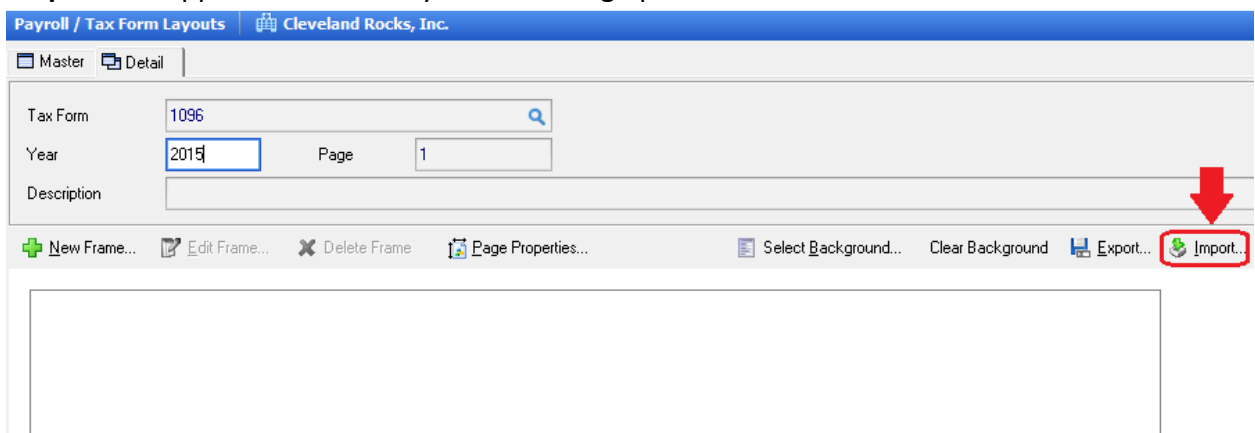 Payroll / Tax Form Layouts Cleveland Rocks, Inc.
Master Detail
Tax Form 1096
Year 2015 Page 1
Description
New Frame... Edit Frame... Delete Frame Page Properties... Select Background... Clear Background Export... Import...